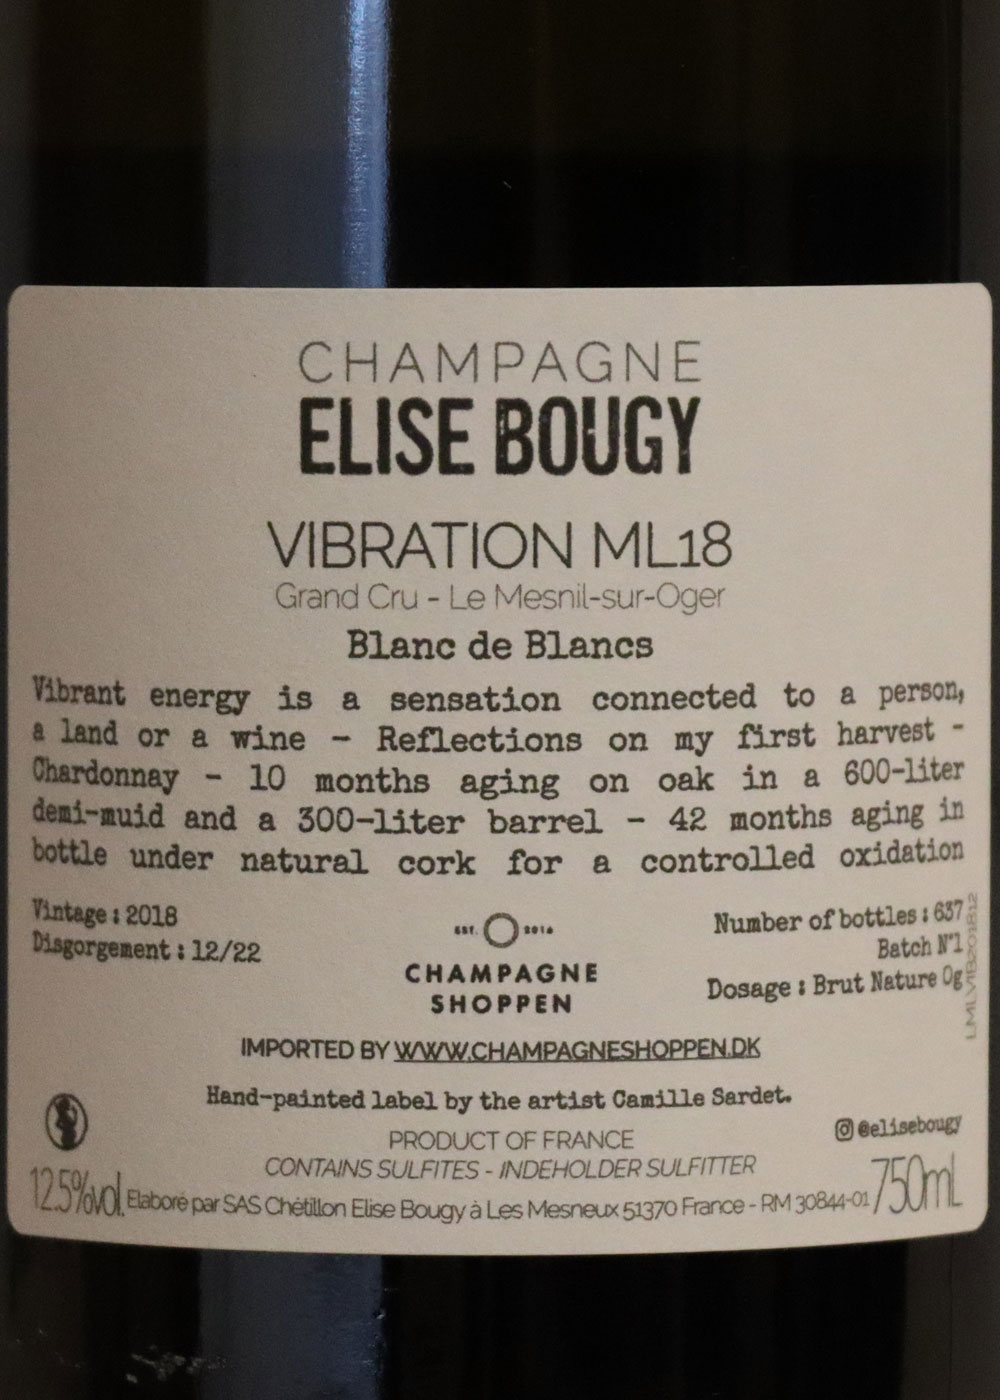 CHAMPAGNE
ELISE BOUGY
VIBRATION ML18
Grand Cru - Le Mesnil-sur-Oger
Blanc de Blancs
Vibrant energy is a sensation connected to a person,
a land or a wine - Reflections on my first harvest -
Chardonnay - 10 months aging on oak in a 600-liter
demi-muid and a 300-liter barrel - 42 months aging in
bottle under natural cork for a controlled oxidation
Vintage : 2018
Disgorgement : 12/22
EST. 2016
CHAMPAGNE
SHOPPEN
Number of bottles : 637
Batch N°1
Dosage : Brut Nature 0g
LMLVIB201812
IMPORTED BY WWW.CHAMPAGNESHOPPEN.DK
Hand-painted label by the artist Camille Sardet.
@elisebougy
PRODUCT OF FRANCE
CONTAINS SULFITES - INDEHOLDER SULFITTER
12.5%vol. Elaboré par SAS Chétillon Elise Bougy à Les Mesneux 51370 France - RM 30844-01 750mL